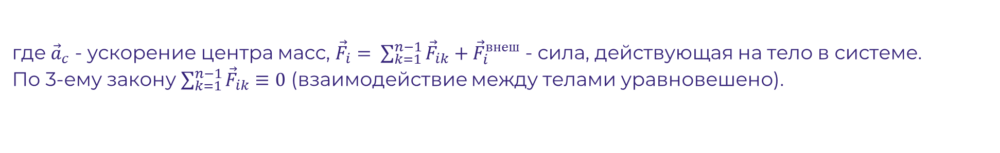 где $\vec{a}_c$ - ускорение центра масс, $\vec{F}_i = \sum_{k=1}^{n-1} \vec{F}_{ik} + \vec{F}_i^{\text{внеш}}$ - сила, действующая на тело в системе.
По 3-ему закону $\sum_{k=1}^{n-1} \vec{F}_{ik} \equiv 0$ (взаимодействие между телами уравновешено).